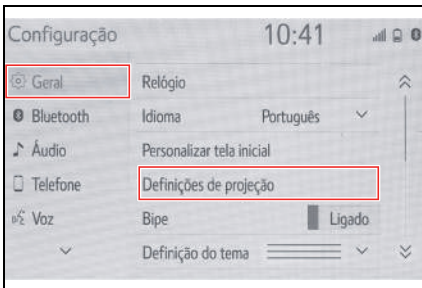 Configuração 10:41
Geral Relógio
Bluetooth Idioma Português
Áudio Personalizar tela inicial
Telefone Definições de projeção
Voz Bipe Ligado
Definição do tema